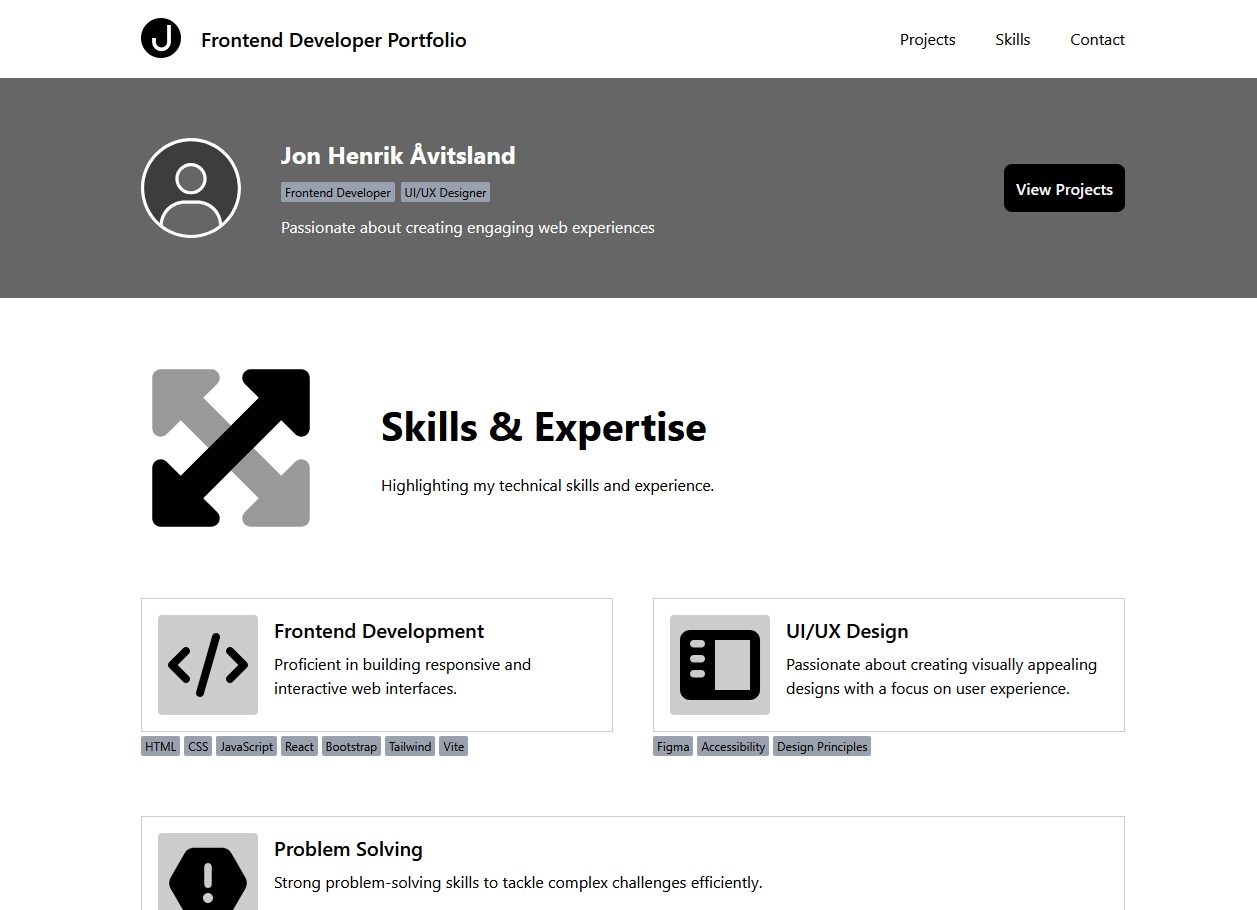 J Frontend Developer Portfolio Projects Skills Contact
Jon Henrik Åvitsland
Frontend Developer UI/UX Designer
Passionate about creating engaging web experiences
View Projects
Skills & Expertise
Highlighting my technical skills and experience.
Frontend Development
Proficient in building responsive and
interactive web interfaces.
HTML CSS JavaScript React Bootstrap Tailwind Vite
UI/UX Design
Passionate about creating visually appealing
designs with a focus on user experience.
Figma Accessibility Design Principles
Problem Solving
Strong problem-solving skills to tackle complex challenges efficiently.